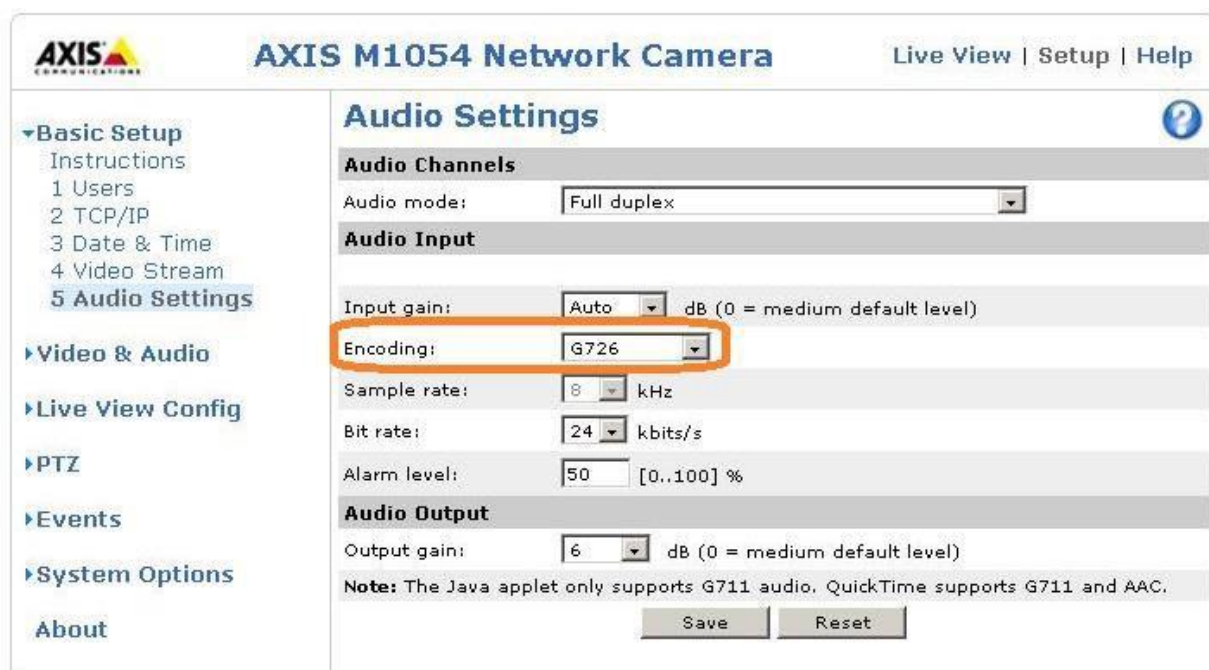 AXIS
COMMUNICATIONS
AXIS M1054 Network Camera
Live View | Setup | Help
Basic Setup
Instructions
1 Users
2 TCP/IP
3 Date & Time
4 Video Stream
5 Audio Settings
Video & Audio
Live View Config
PTZ
Events
System Options
About
Audio Settings
?
Audio Channels
Audio mode: Full duplex
Audio Input
Input gain: Auto dB (0 = medium default level)
Encoding: G726
Sample rate: 8 kHz
Bit rate: 24 kbits/s
Alarm level: 50 [0..100] %
Audio Output
Output gain: 6 dB (0 = medium default level)
Note: The Java applet only supports G711 audio. QuickTime supports G711 and AAC.
Save Reset